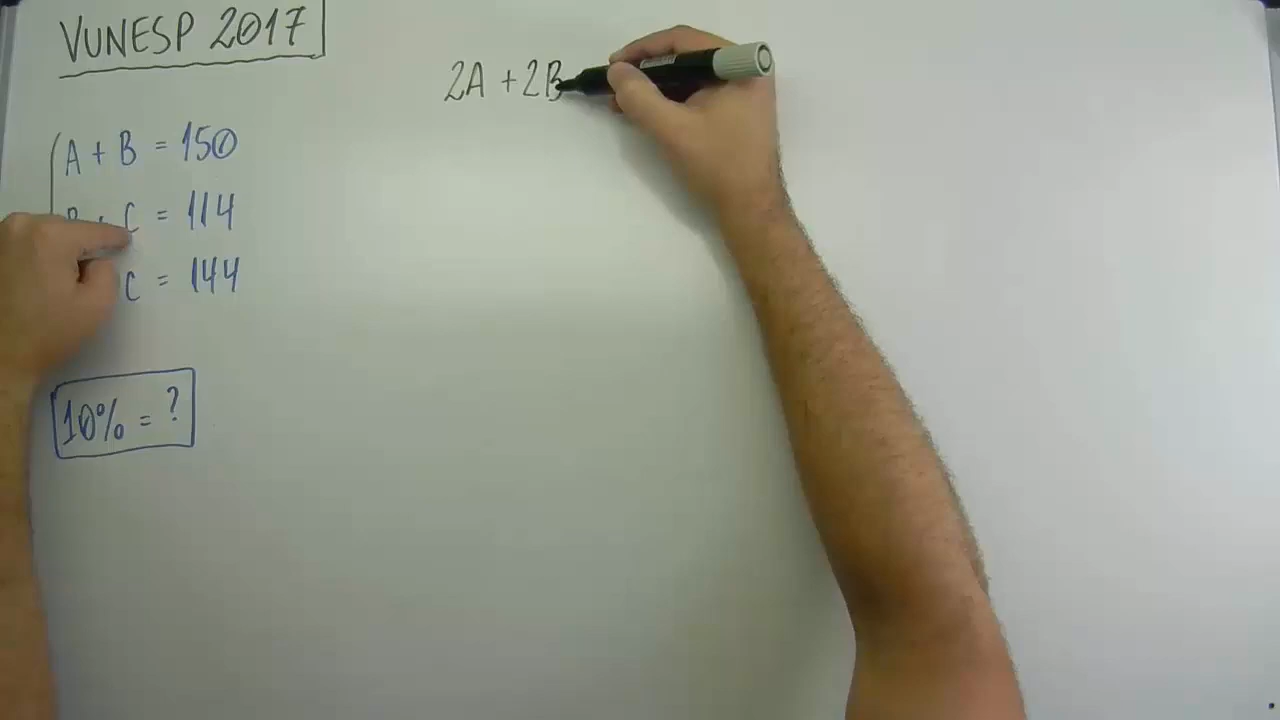 VUNESP 2017
2A + 2B
A + B = 150
B + C = 114
C = 144
10% = ?